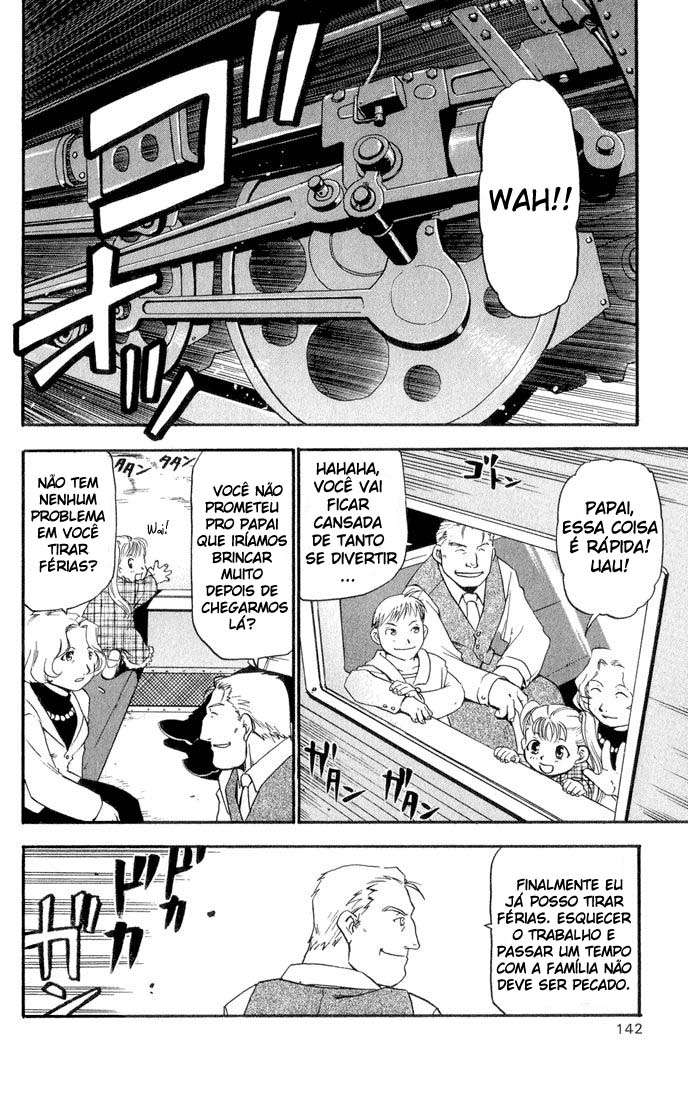 ゴオオ
WAH!!
PAPAI,
ESSA COISA
É RÁPIDA!
UAU!
ゴトン
HAHAHA,
VOCÊ VAI
FICAR
CANSADA
DE TANTO
SE DIVERTIR
...
ガタン
ガタン
VOCÊ NÃO
PROMETEU
PRO PAPAI
QUE IRÍAMOS
BRINCAR
MUITO
DEPOIS DE
CHEGARMOS
LÁ?
タタン
タタン
Wai!
NÃO TEM
NENHUM
PROBLEMA
EM VOCÊ
TIRAR
FÉRIAS?
FINALMENTE EU
JÁ POSSO TIRAR
FÉRIAS. ESQUECER
O TRABALHO E
PASSAR UM TEMPO
COM A FAMÍLIA NÃO
DEVE SER PECADO.
ドカ
ドカ
142